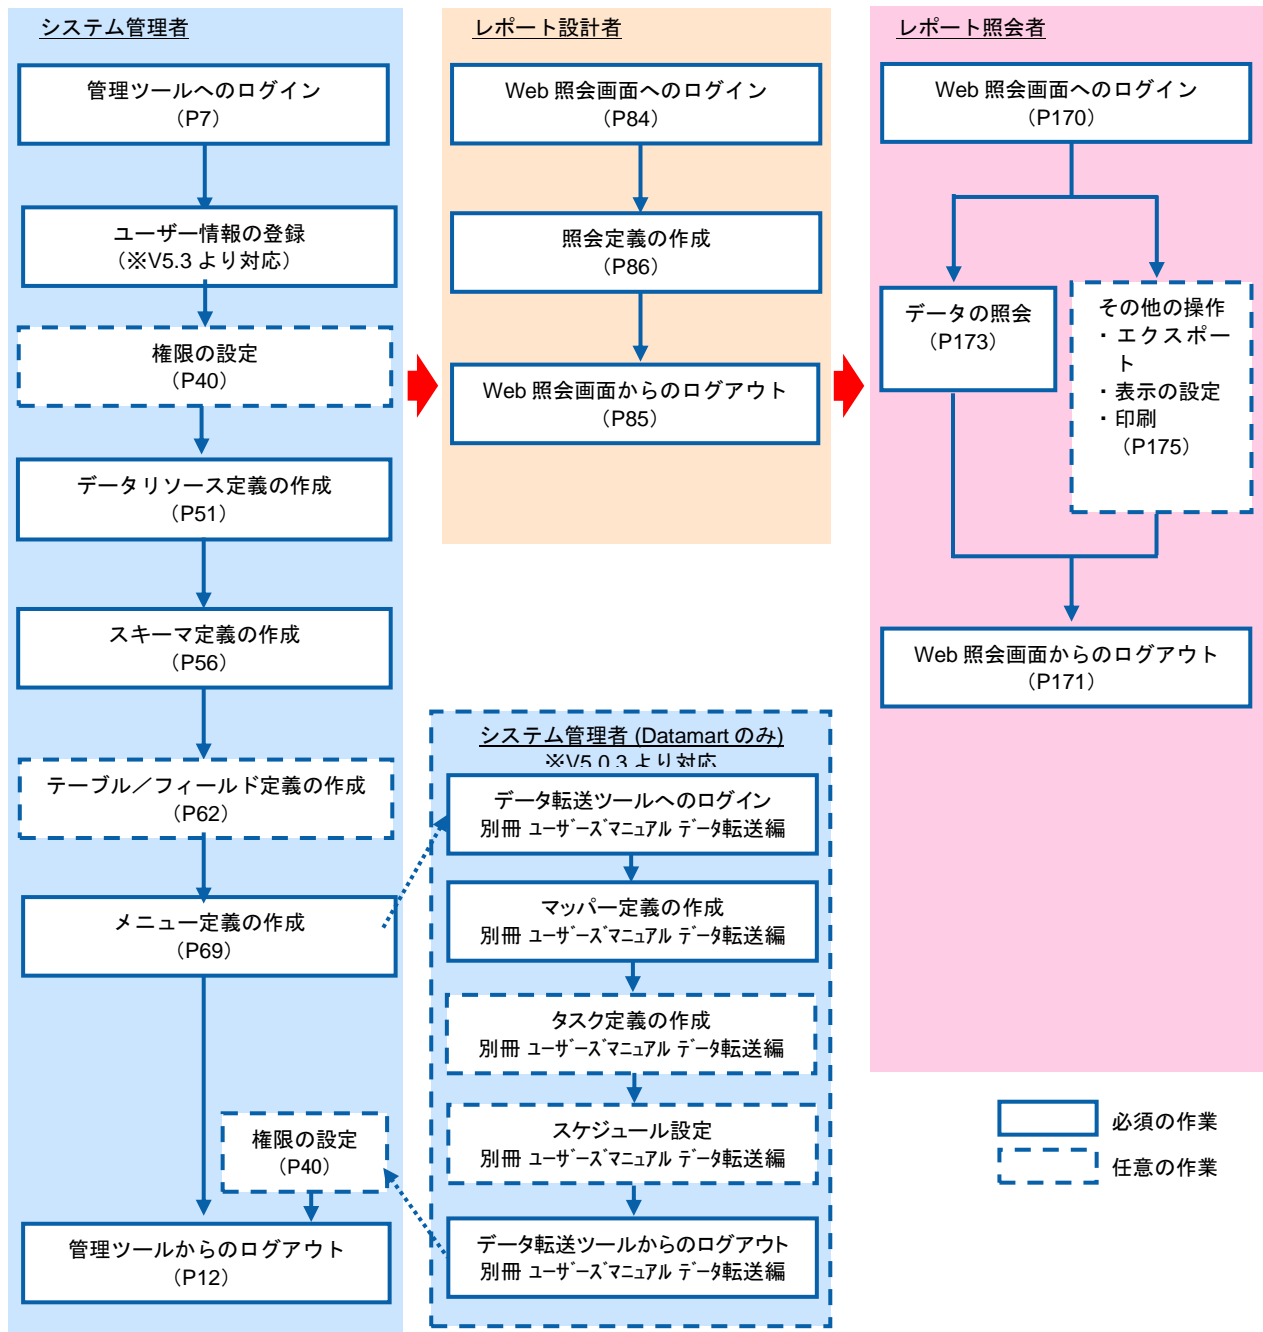 システム管理者
管理ツールへのログイン
（P7）
ユーザー情報の登録
（※V5.3 より対応）
権限の設定
（P40）
データリソース定義の作成
（P51）
スキーマ定義の作成
（P56）
テーブル／フィールド定義の作成
（P62）
メニュー定義の作成
（P69）
権限の設定
（P40）
管理ツールからのログアウト
（P12）
レポート設計者
Web 照会画面へのログイン
（P84）
照会定義の作成
（P86）
Web 照会画面からのログアウト
（P85）
システム管理者 (Datamart のみ)
※V5.0.3 より対応
データ転送ツールへのログイン
別冊 ﾕｰｻﾞｰｽﾞﾏﾆｭｱﾙ ﾃﾞｰﾀ転送編
マッパー定義の作成
別冊 ﾕｰｻﾞｰｽﾞﾏﾆｭｱﾙ ﾃﾞｰﾀ転送編
タスク定義の作成
別冊 ﾕｰｻﾞｰｽﾞﾏﾆｭｱﾙ ﾃﾞｰﾀ転送編
スケジュール設定
別冊 ﾕｰｻﾞｰｽﾞﾏﾆｭｱﾙ ﾃﾞｰﾀ転送編
データ転送ツールからのログアウト
別冊 ﾕｰｻﾞｰｽﾞﾏﾆｭｱﾙ ﾃﾞｰﾀ転送編
レポート照会者
Web 照会画面へのログイン
（P170）
データの照会
（P173）
その他の操作
・エクスポー
ト
・表示の設定
・印刷
（P175）
Web 照会画面からのログアウト
（P171）
必須の作業
任意の作業